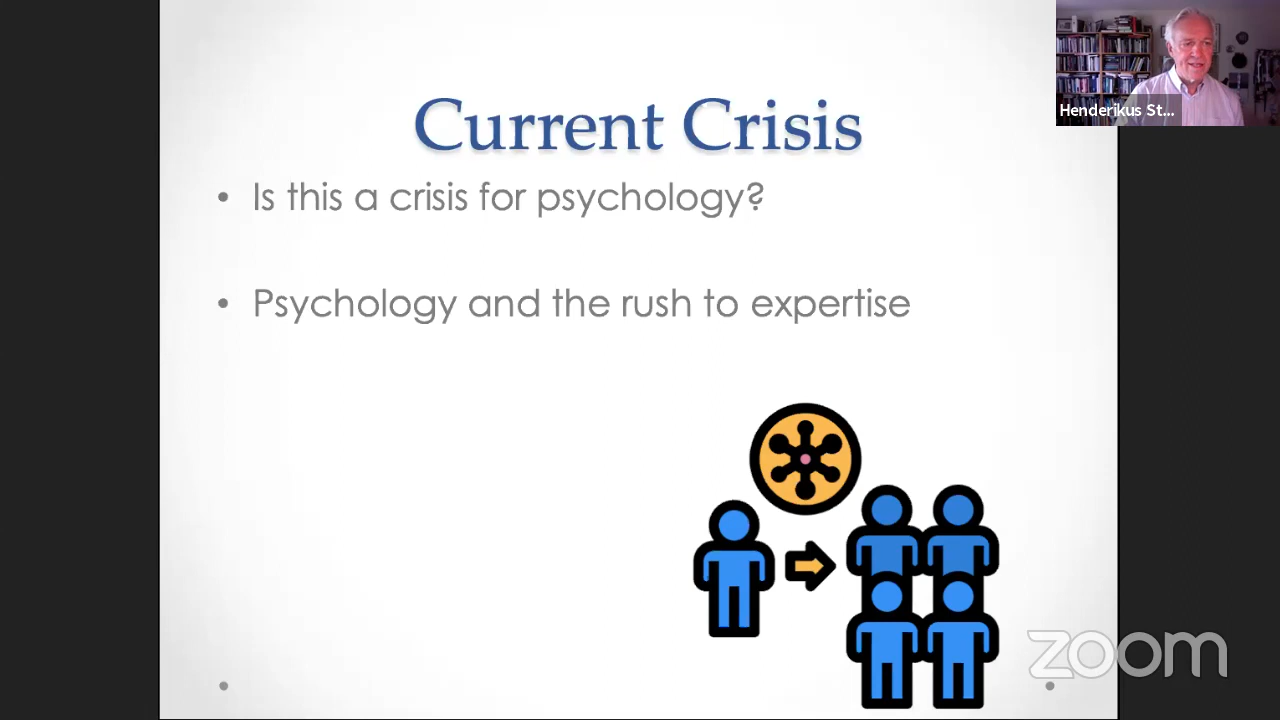 Current Crisis
• Is this a crisis for psychology?
• Psychology and the rush to expertise
Henderikus St...
zoom